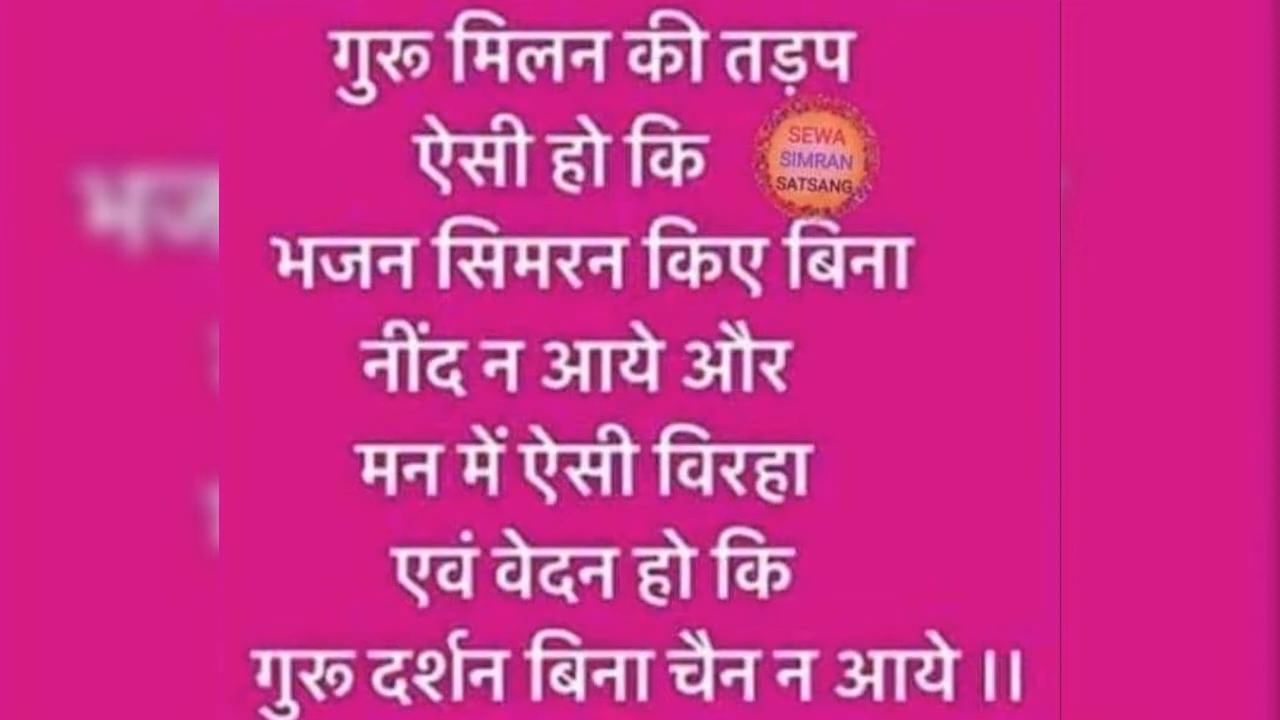 गुरू मिलन की तड़प
ऐसी हो कि
SEWA
SIMRAN
SATSANG
भजन सिमरन किए बिना
नींद न आये और
मन में ऐसी विरहा
एवं वेदन हो कि
गुरू दर्शन बिना चैन न आये ।।